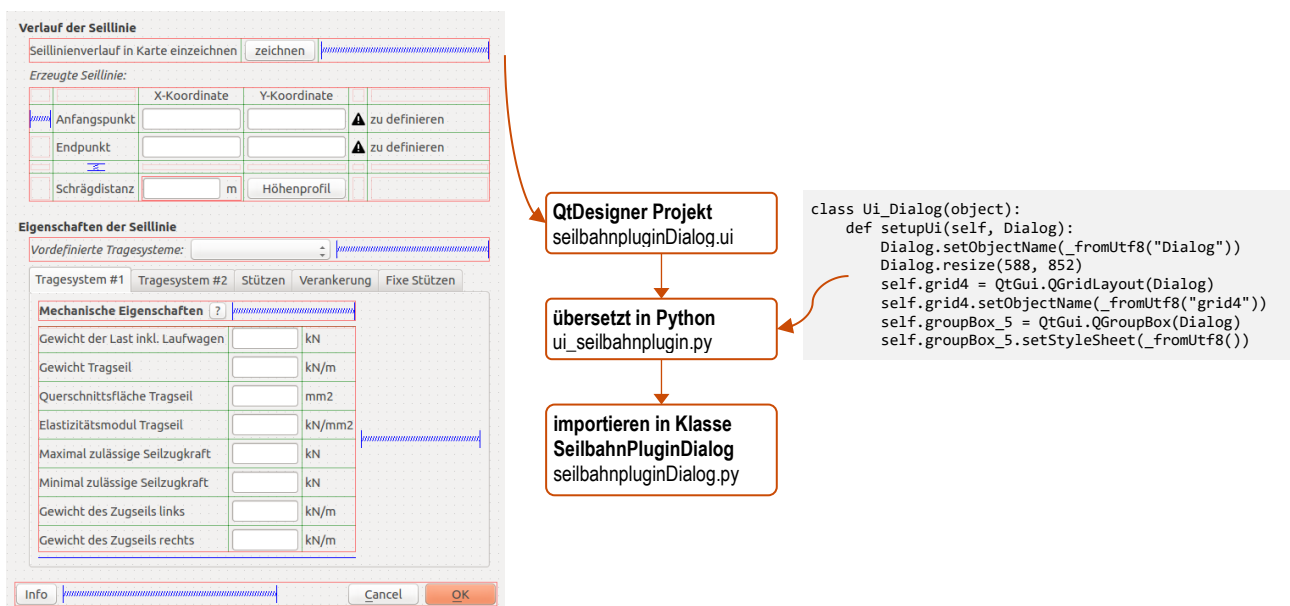 Verlauf der Seillinie
Seillinienverlauf in Karte einzeichnen zeichnen
Erzeugte Seillinie:
X-Koordinate Y-Koordinate
Anfangspunkt zu definieren
Endpunkt zu definieren
Schrägdistanz m Höhenprofil
Eigenschaften der Seillinie
Vordefinierte Tragesysteme:
Tragesystem #1 Tragesystem #2 Stützen Verankerung Fixe Stützen
Mechanische Eigenschaften ?
Gewicht der Last inkl. Laufwagen kN
Gewicht Tragseil kN/m
Querschnittsfläche Tragseil mm2
Elastizitätsmodul Tragseil kN/mm2
Maximal zulässige Seilzugkraft kN
Minimal zulässige Seilzugkraft kN
Gewicht des Zugseils links kN/m
Gewicht des Zugseils rechts kN/m
Info Cancel OK
QtDesigner Projekt
seilbahnpluginDialog.ui
übersetzt in Python
ui_seilbahnplugin.py
importieren in Klasse
SeilbahnPluginDialog
seilbahnpluginDialog.py
class Ui_Dialog(object):
def setupUi(self, Dialog):
Dialog.setObjectName(_fromUtf8("Dialog"))
Dialog.resize(588, 852)
self.grid4 = QtGui.QGridLayout(Dialog)
self.grid4.setObjectName(_fromUtf8("grid4"))
self.groupBox_5 = QtGui.QGroupBox(Dialog)
self.groupBox_5.setStyleSheet(_fromUtf8())